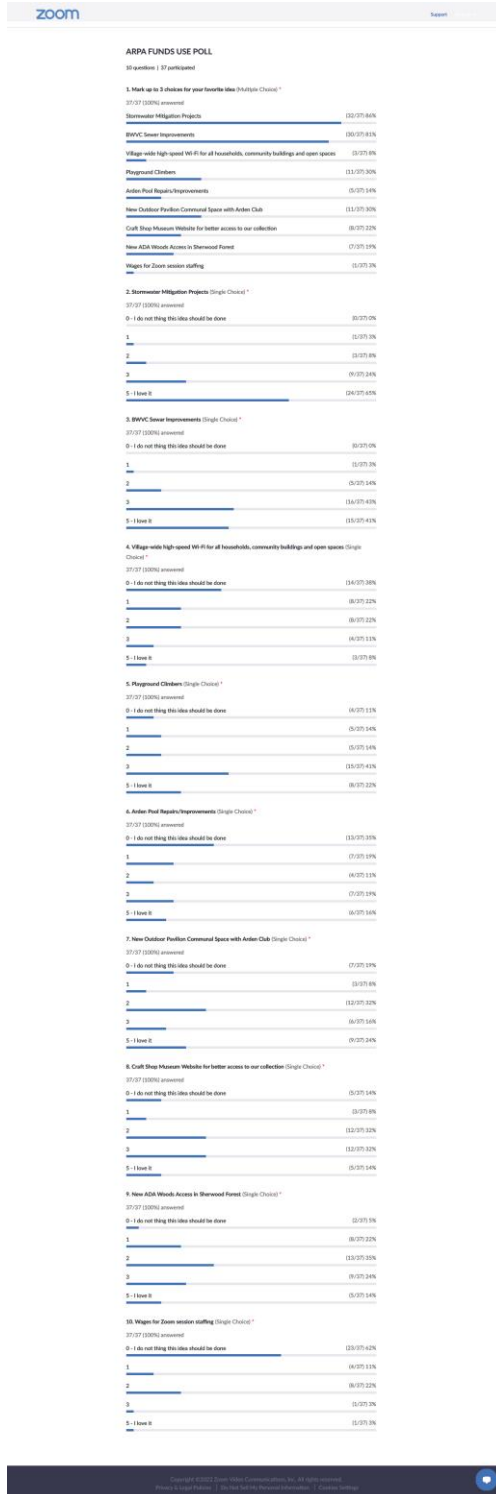 zoom
Support
ARPA FUNDS USE POLL
10 questions | 37 participated
1. Mark up to 3 choices for your favorite idea (Multiple Choice) *
37/37 (100%) answered
Stormwater Mitigation Projects (32/37) 86%
BWVC Sewer Improvements (30/37) 81%
Village-wide high-speed Wi-Fi for all households, community buildings and open spaces (3/37) 8%
Playground Climbers (11/37) 30%
Arden Pool Repairs/Improvements (5/37) 14%
New Outdoor Pavilion Communal Space with Arden Club (11/37) 30%
Craft Shop Museum Website for better access to our collection (8/37) 22%
New ADA Woods Access in Sherwood Forest (7/37) 19%
Wages for Zoom session staffing (1/37) 3%
2. Stormwater Mitigation Projects (Single Choice) *
37/37 (100%) answered
0 - I do not thing this idea should be done (0/37) 0%
1 (1/37) 3%
2 (3/37) 8%
3 (9/37) 24%
5 - I love it (24/37) 65%
3. BWVC Sewar Improvements (Single Choice) *
37/37 (100%) answered
0 - I do not thing this idea should be done (0/37) 0%
1 (1/37) 3%
2 (5/37) 14%
3 (16/37) 43%
5 - I love it (15/37) 41%
4. Village-wide high-speed Wi-Fi for all households, community buildings and open spaces (Single
Choice) *
37/37 (100%) answered
0 - I do not thing this idea should be done (14/37) 38%
1 (8/37) 22%
2 (8/37) 22%
3 (4/37) 11%
5 - I love it (3/37) 8%
5. Playground Climbers (Single Choice) *
37/37 (100%) answered
0 - I do not thing this idea should be done (4/37) 11%
1 (5/37) 14%
2 (5/37) 14%
3 (15/37) 41%
5 - I love it (8/37) 22%
6. Arden Pool Repairs/Improvements (Single Choice) *
37/37 (100%) answered
0 - I do not thing this idea should be done (13/37) 35%
1 (7/37) 19%
2 (4/37) 11%
3 (7/37) 19%
5 - I love it (6/37) 16%
7. New Outdoor Pavilion Communal Space with Arden Club (Single Choice) *
37/37 (100%) answered
0 - I do not thing this idea should be done (7/37) 19%
1 (3/37) 8%
2 (12/37) 32%
3 (6/37) 16%
5 - I love it (9/37) 24%
8. Craft Shop Museum Website for better access to our collection (Single Choice) *
37/37 (100%) answered
0 - I do not thing this idea should be done (5/37) 14%
1 (3/37) 8%
2 (12/37) 32%
3 (12/37) 32%
5 - I love it (5/37) 14%
9. New ADA Woods Access in Sherwood Forest (Single Choice) *
37/37 (100%) answered
0 - I do not thing this idea should be done (2/37) 5%
1 (8/37) 22%
2 (13/37) 35%
3 (9/37) 24%
5 - I love it (5/37) 14%
10. Wages for Zoom session staffing (Single Choice) *
37/37 (100%) answered
0 - I do not thing this idea should be done (23/37) 62%
1 (4/37) 11%
2 (8/37) 22%
3 (1/37) 3%
5 - I love it (1/37) 3%
Copyright ©2022 Zoom Video Communications, Inc. All rights reserved.
Privacy & Legal Policies | Do Not Sell My Personal Information | Cookies Settings